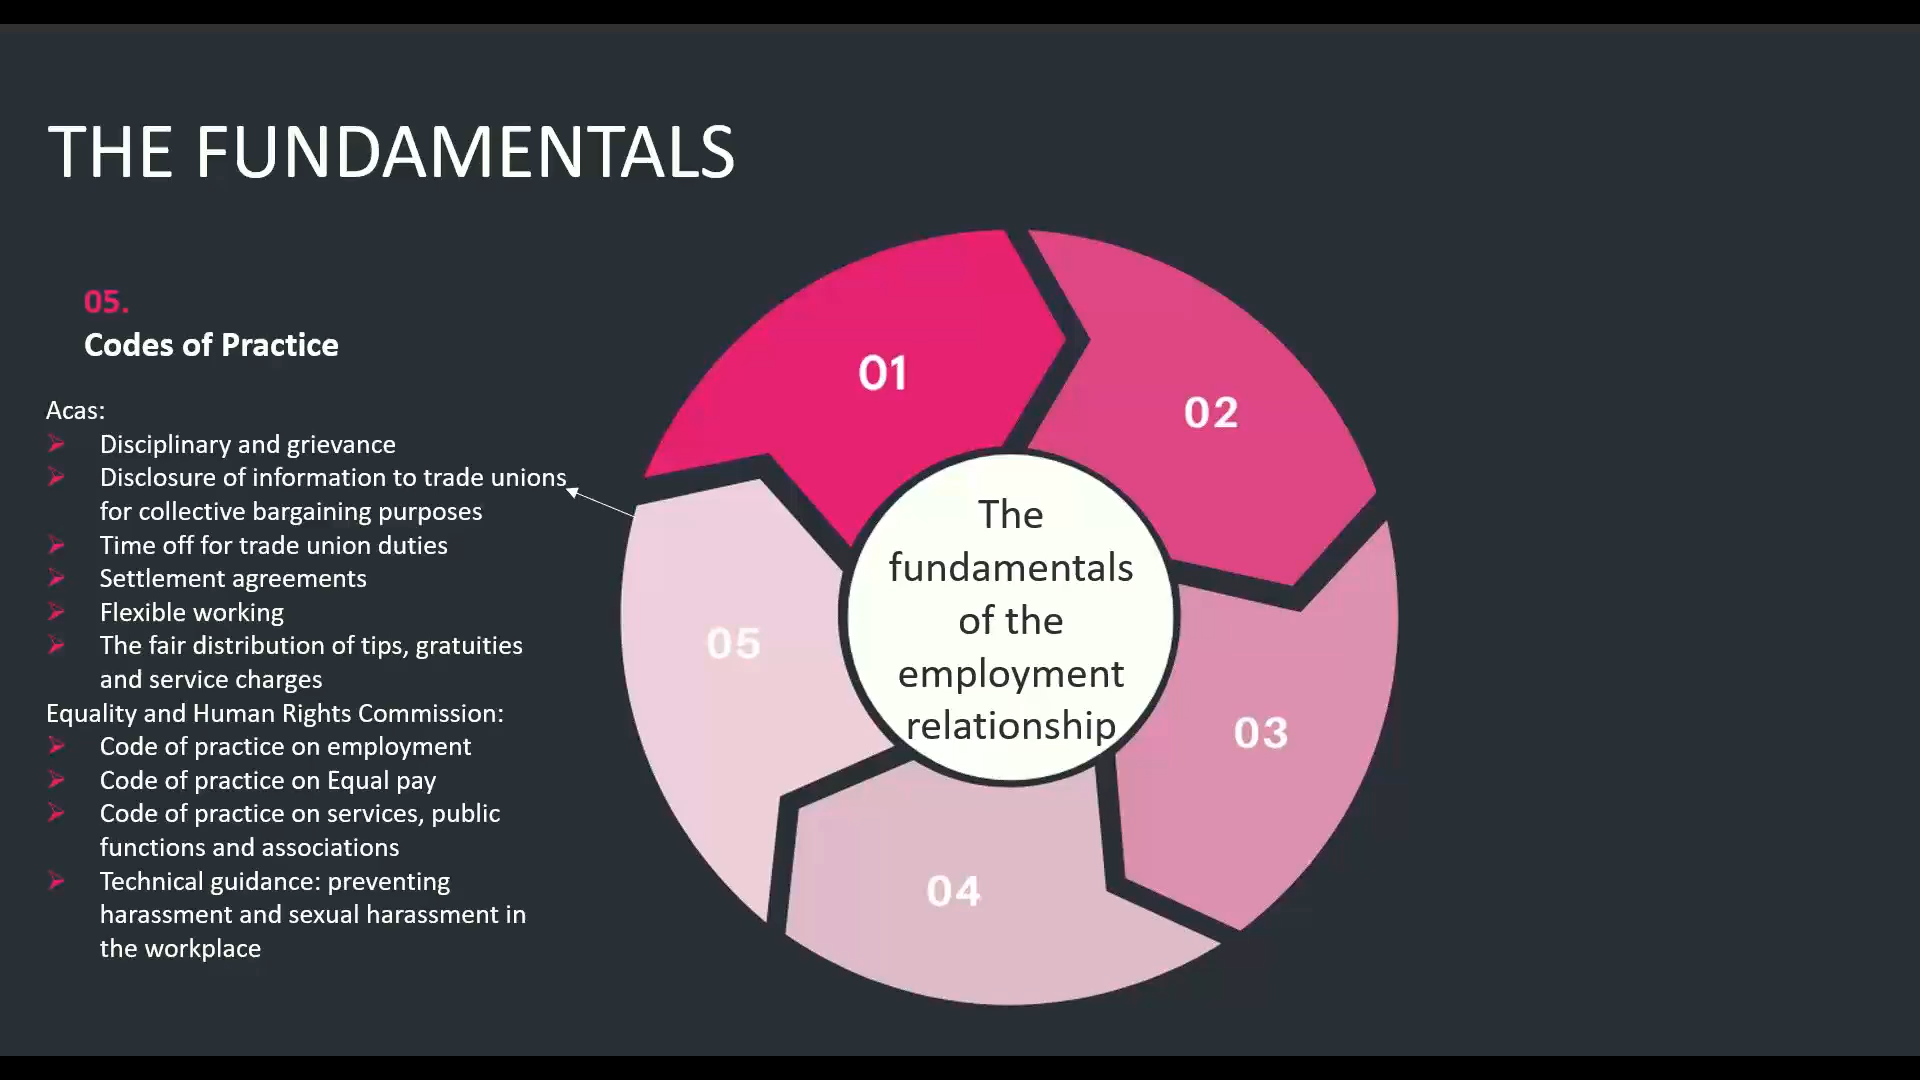 THE FUNDAMENTALS
05.
Codes of Practice
Acas:
Disciplinary and grievance
Disclosure of information to trade unions
for collective bargaining purposes
Time off for trade union duties
Settlement agreements
Flexible working
The fair distribution of tips, gratuities
and service charges
Equality and Human Rights Commission:
Code of practice on employment
Code of practice on Equal pay
Code of practice on services, public
functions and associations
Technical guidance: preventing
harassment and sexual harassment in
the workplace
01
02
03
04
05
The
fundamentals
of the
employment
relationship